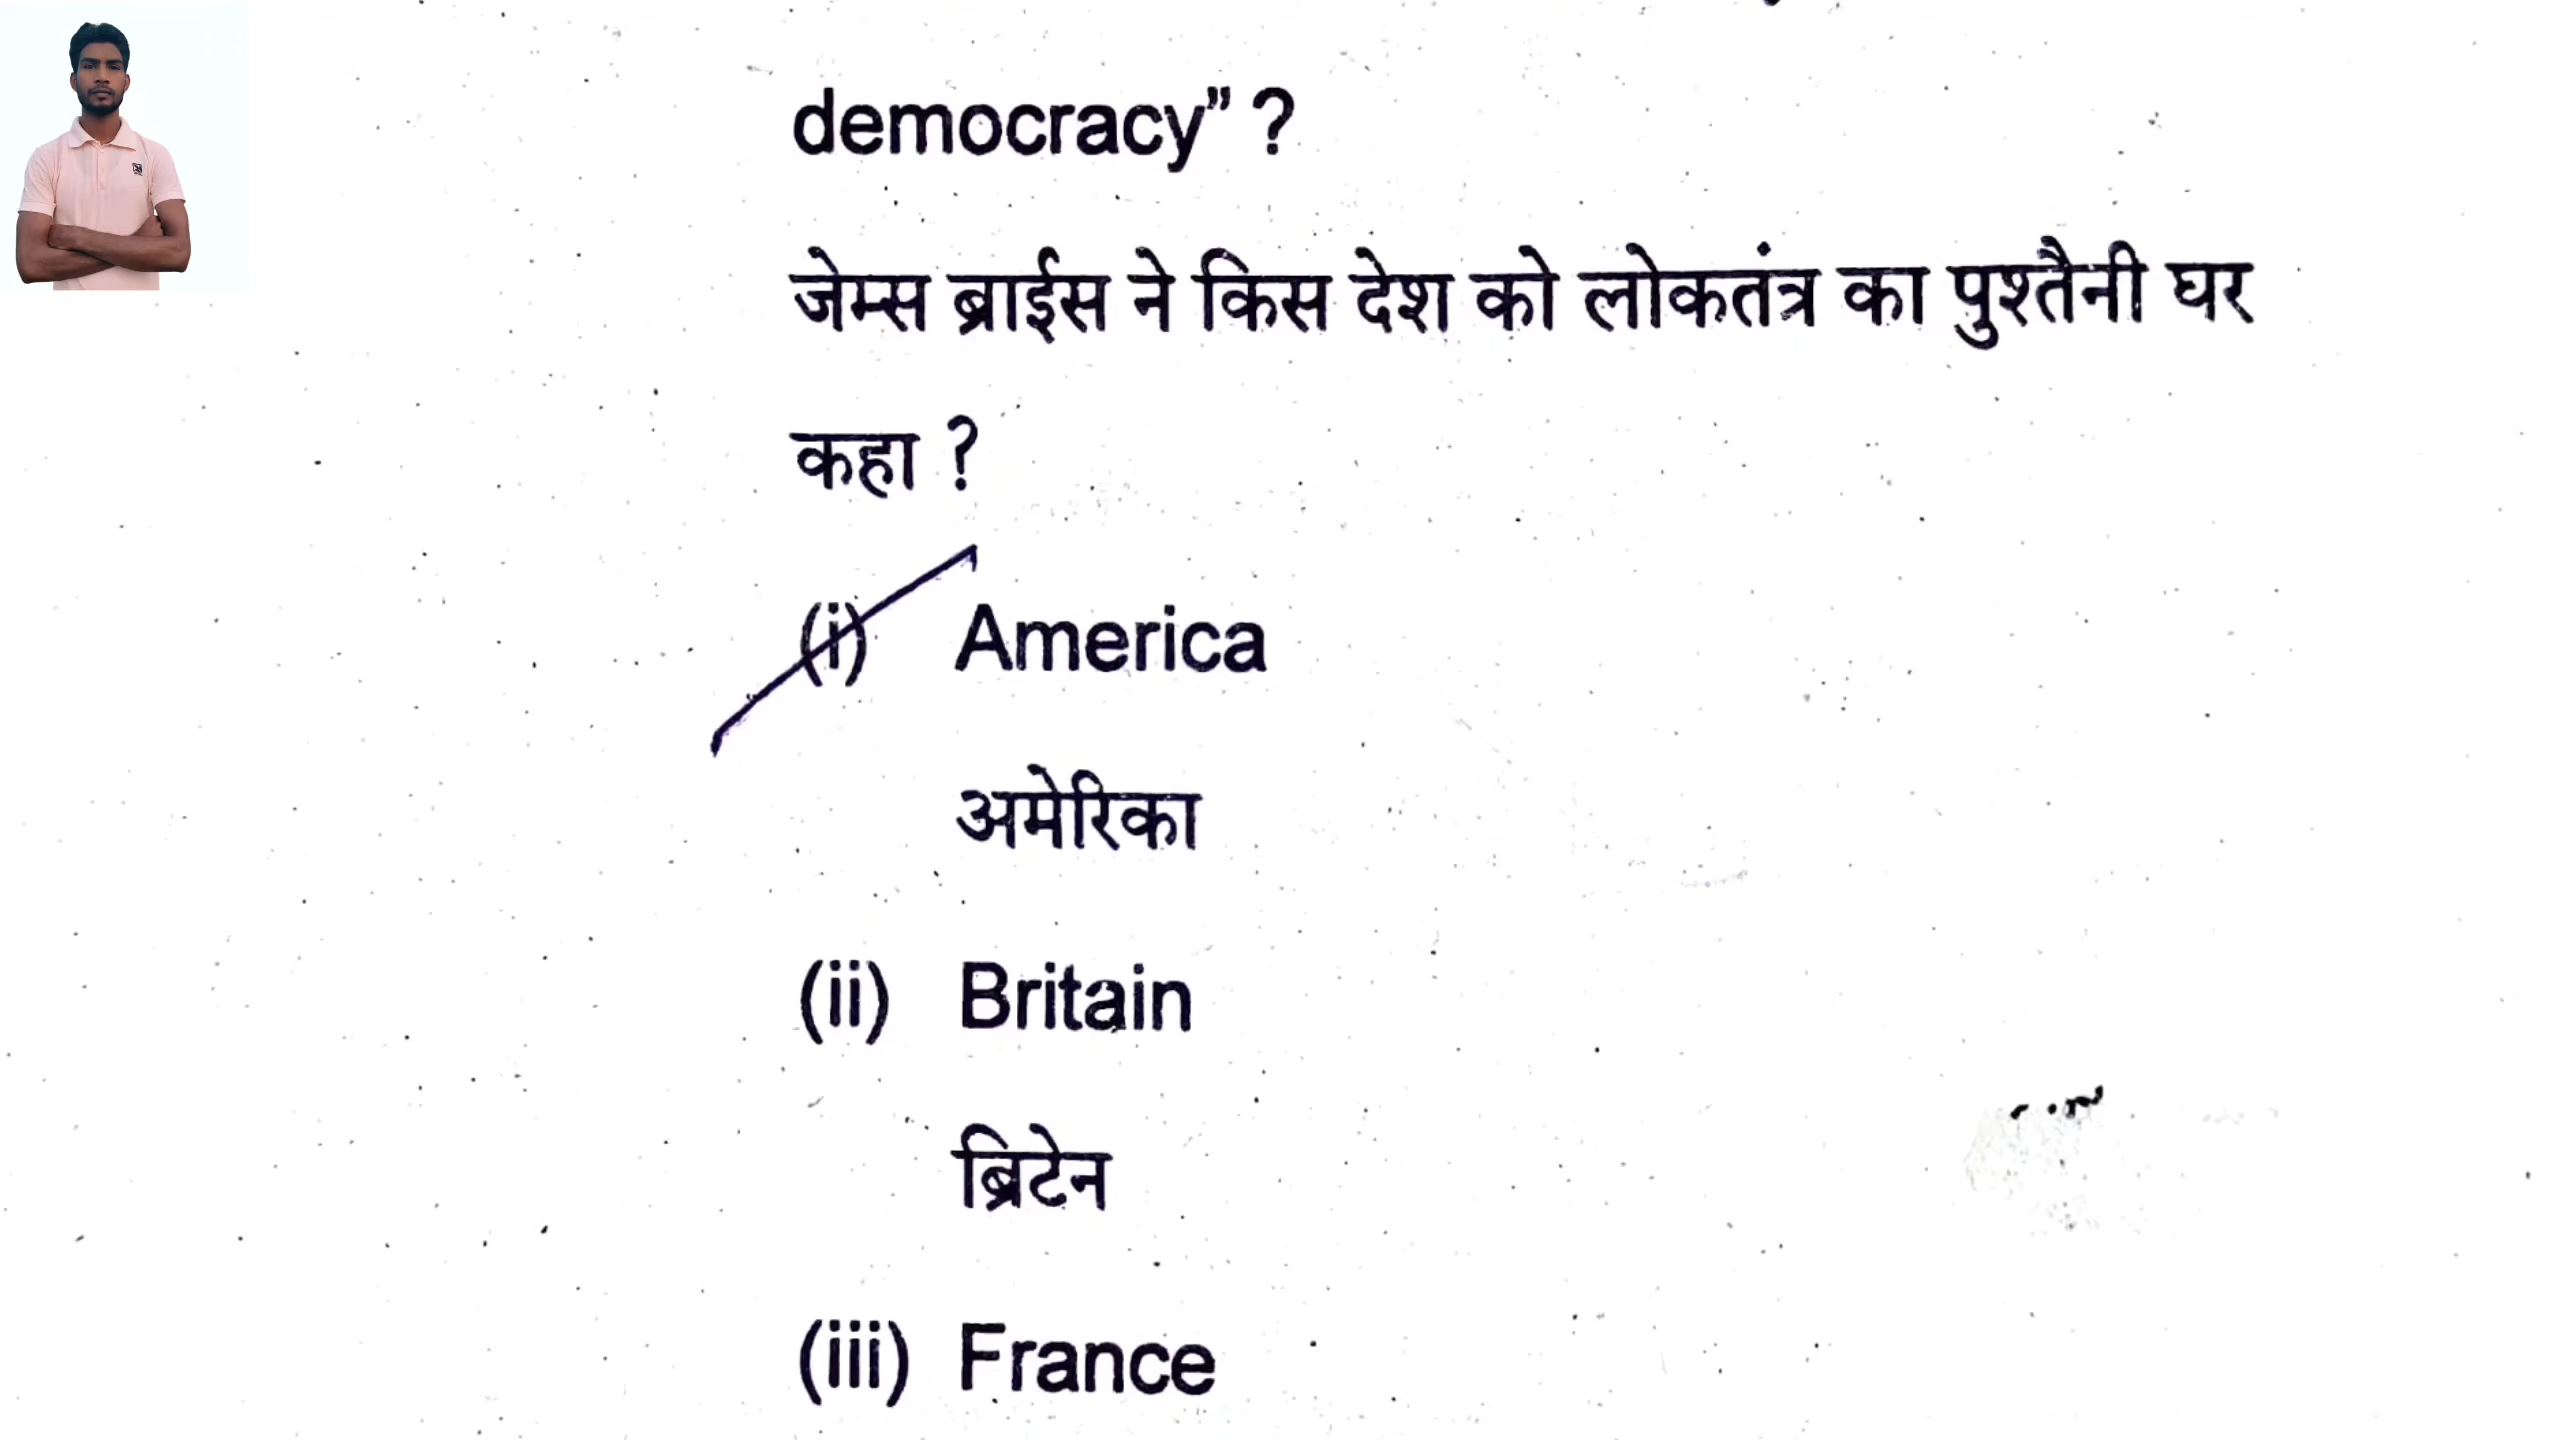 democracy” ?
जेम्स ब्राईस ने किस देश को लोकतंत्र का पुश्तैनी घर
कहा ?
(i) America
अमेरिका
(ii) Britain
ब्रिटेन
(iii) France